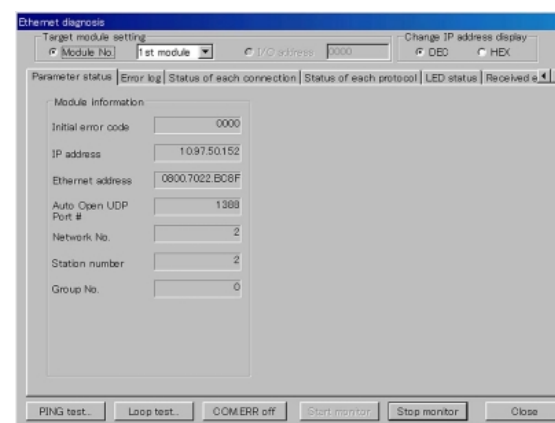 Ethernet diagnosis
Target module setting
Change IP address display
Module No. 1st module I/O address 0000 DEC HEX
Parameter status Error log Status of each connection Status of each protocol LED status Received e
Module information
Initial error code 0000
IP address 10.97.50.152
Ethernet address 0800.7022.BC8F
Auto Open UDP Port # 1388
Network No. 2
Station number 2
Group No. 0
PING test... Loop test... COM.ERR off Start monitor Stop monitor Close